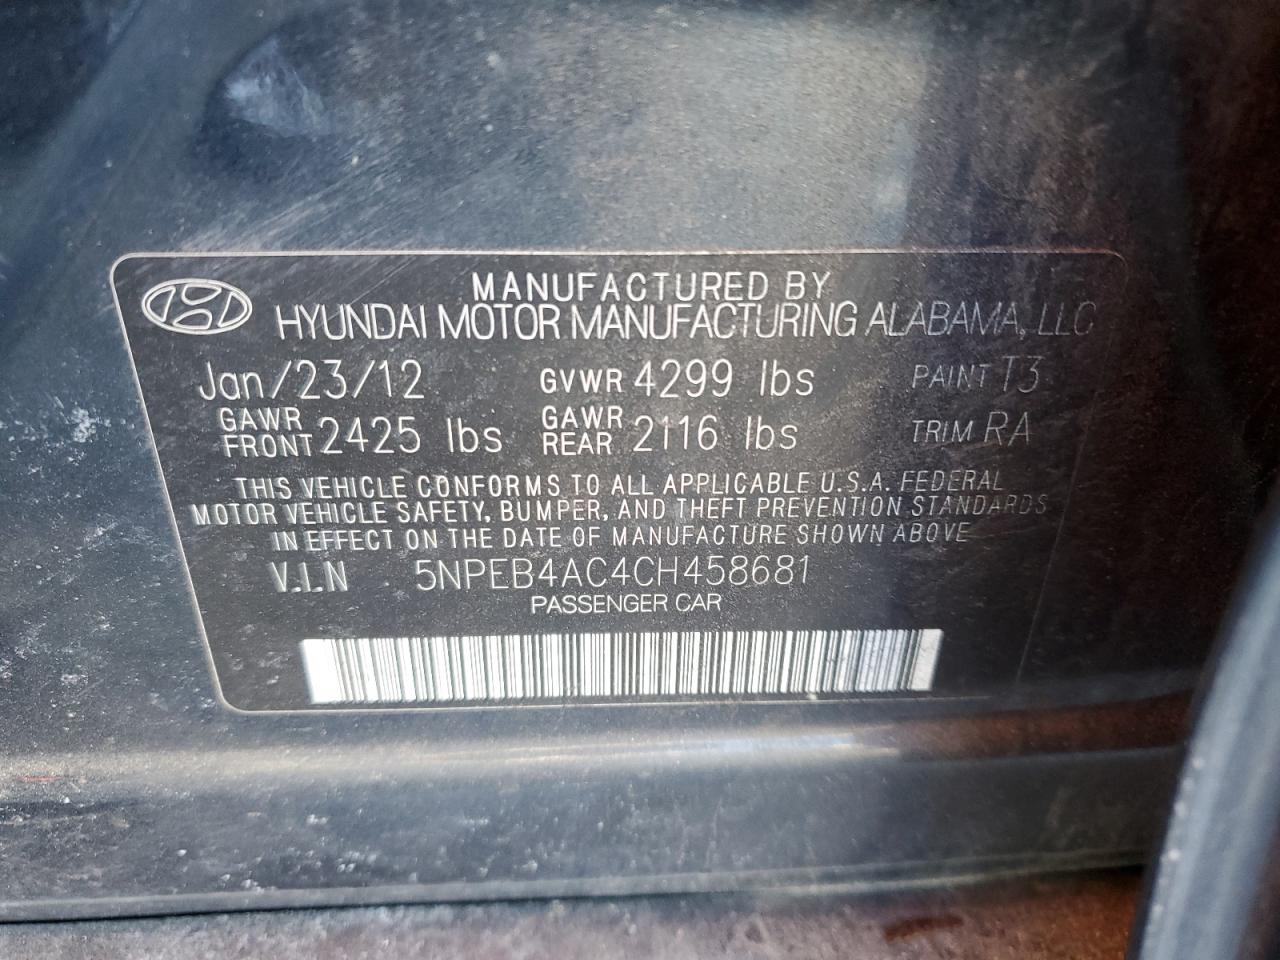 MANUFACTURED BY
HYUNDAI MOTOR MANUFACTURING ALABAMA, LLC
Jan/23/12 GVWR 4299 lbs PAINT T3
GAWR FRONT 2425 lbs GAWR REAR 2116 lbs TRIM RA
THIS VEHICLE CONFORMS TO ALL APPLICABLE U.S.A. FEDERAL
MOTOR VEHICLE SAFETY, BUMPER, AND THEFT PREVENTION STANDARDS
IN EFFECT ON THE DATE OF MANUFACTURE SHOWN ABOVE
V.I.N 5NPEB4AC4CH458681
PASSENGER CAR